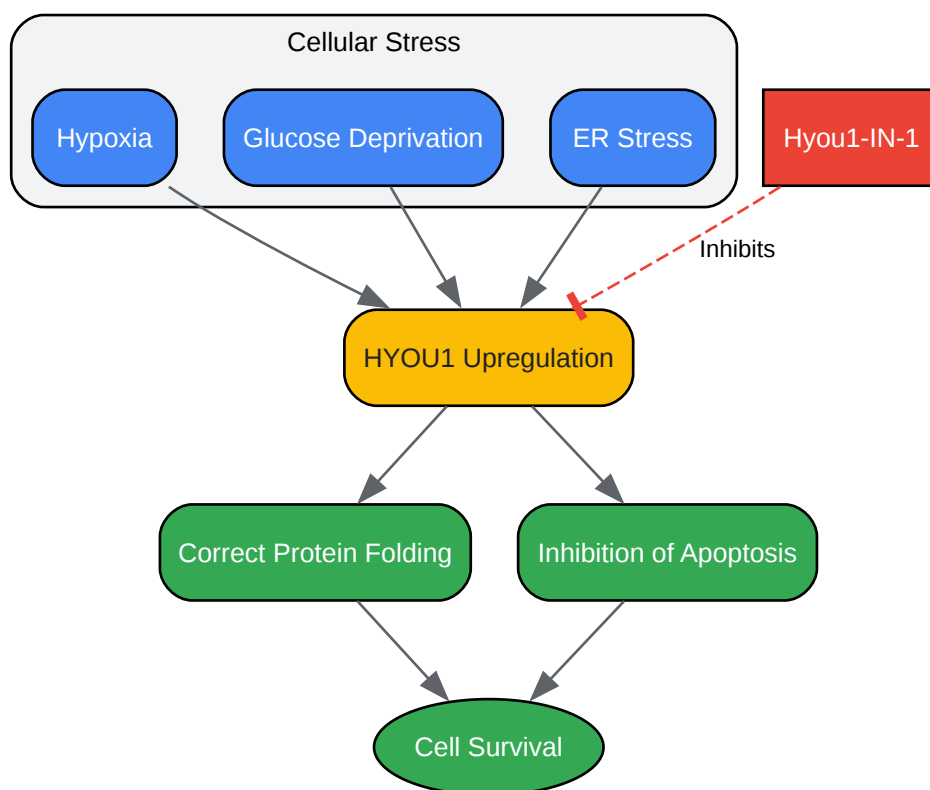 Cellular Stress
Hypoxia
Glucose Deprivation
ER Stress
Hyou1-IN-1
Inhibits
HYOU1 Upregulation
Correct Protein Folding
Inhibition of Apoptosis
Cell Survival